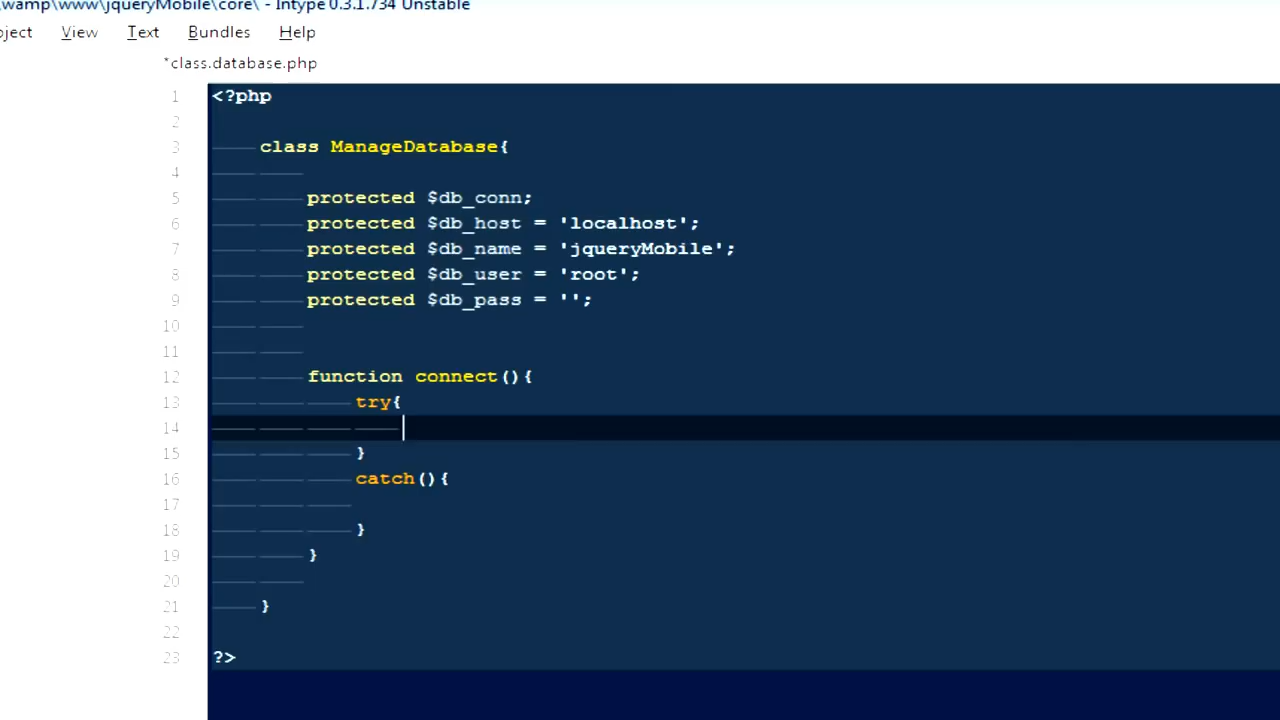 \wamp\www\jqueryMobile\core\ - Intype 0.3.1.734 Unstable
oject View Text Bundles Help
*class.database.php
1 <?php
2
3 class ManageDatabase{
4
5 protected $db_conn;
6 protected $db_host = 'localhost';
7 protected $db_name = 'jqueryMobile';
8 protected $db_user = 'root';
9 protected $db_pass = '';
10
11
12 function connect(){
13 try{
14
15 }
16 catch(){
17
18 }
19 }
20
21 }
22
23 ?>